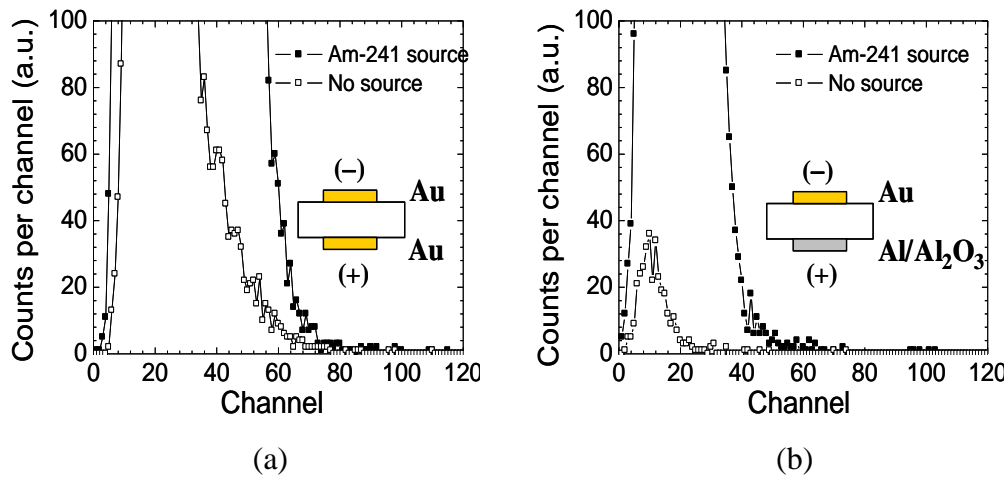 Counts per channel (a.u.)
100
80
60
40
20
0
0 20 40 60 80 100 120
Channel
Am-241 source
No source
(−)
Au
Au
(+)
(a)
Counts per channel (a.u.)
100
80
60
40
20
0
0 20 40 60 80 100 120
Channel
Am-241 source
No source
(−)
Au
Al/Al₂O₃
(+)
(b)